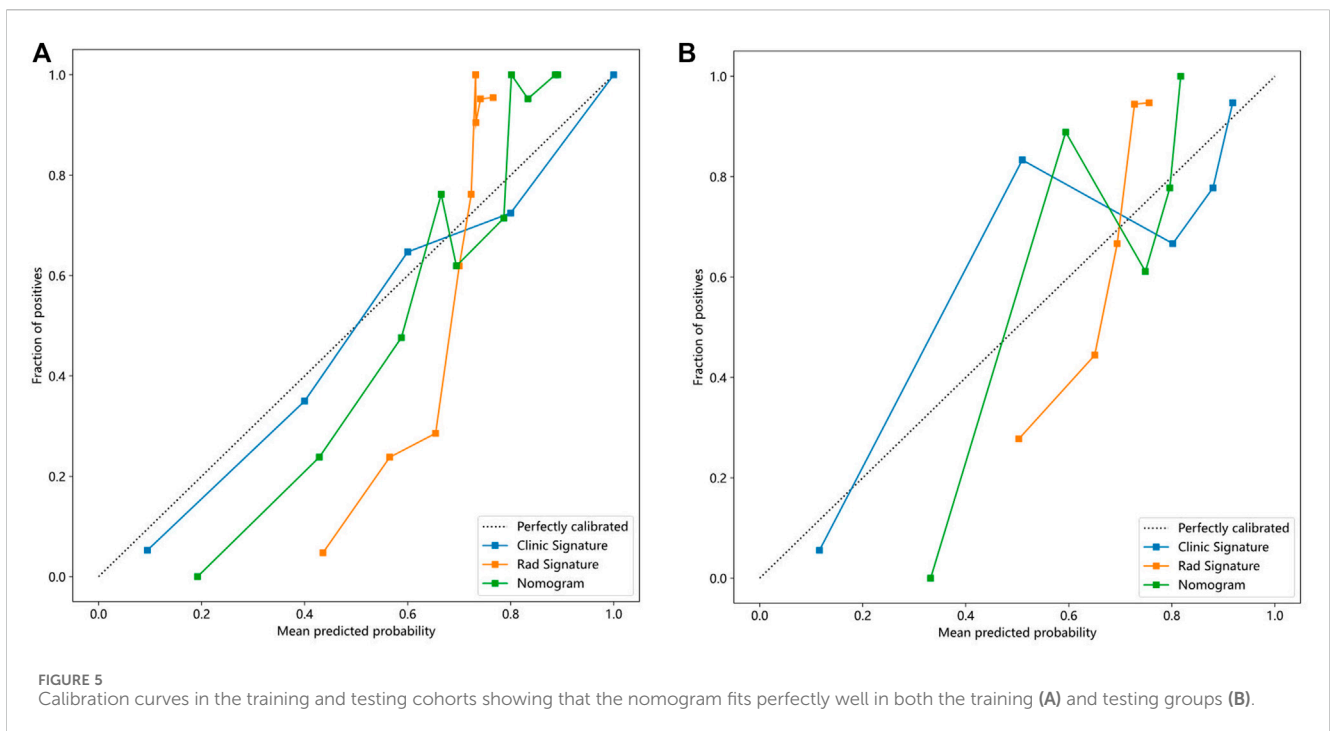 A
1.0
0.8
0.6
0.4
0.2
0.0
Fraction of positives
0.0 0.2 0.4 0.6 0.8 1.0
Mean predicted probability
Perfectly calibrated
Clinic Signature
Rad Signature
Nomogram
B
1.0
0.8
0.6
0.4
0.2
0.0
Fraction of positives
0.0 0.2 0.4 0.6 0.8 1.0
Mean predicted probability
Perfectly calibrated
Clinic Signature
Rad Signature
Nomogram
FIGURE 5
Calibration curves in the training and testing cohorts showing that the nomogram fits perfectly well in both the training (A) and testing groups (B).